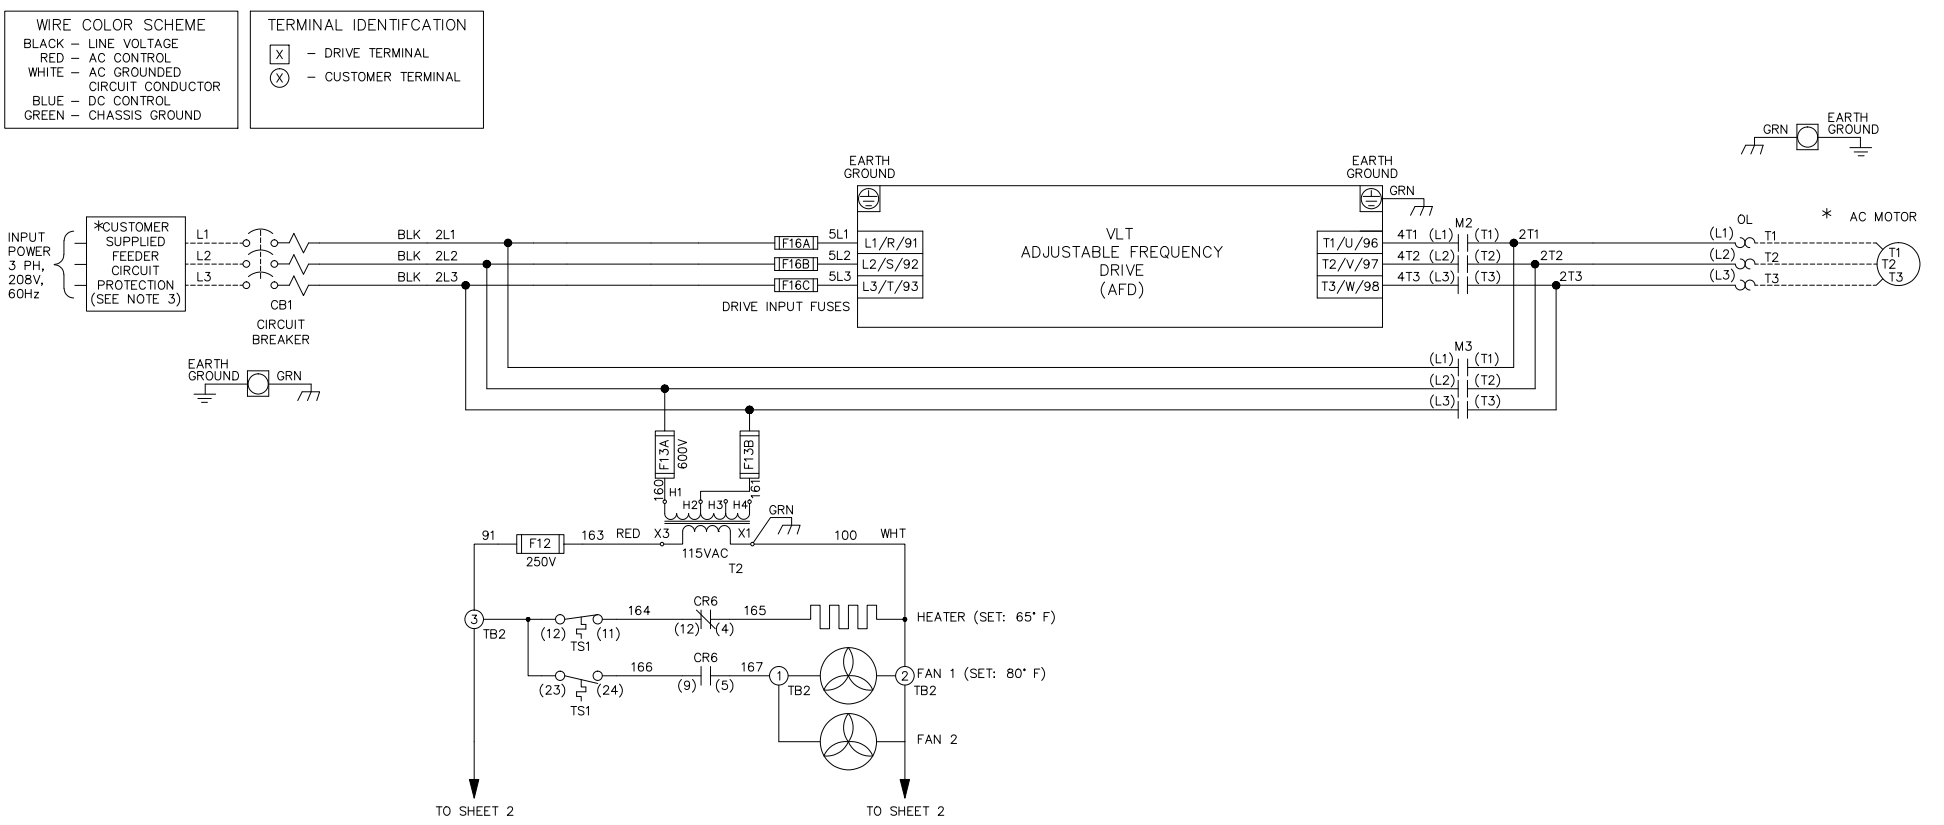 WIRE COLOR SCHEME
BLACK – LINE VOLTAGE
RED – AC CONTROL
WHITE – AC GROUNDED
CIRCUIT CONDUCTOR
BLUE – DC CONTROL
GREEN – CHASSIS GROUND
TERMINAL IDENTIFCATION
X – DRIVE TERMINAL
X – CUSTOMER TERMINAL
GRN
EARTH
GROUND
EARTH
GROUND
EARTH
GROUND
GRN
INPUT
POWER
3 PH,
208V,
60Hz
*CUSTOMER
SUPPLIED
FEEDER
CIRCUIT
PROTECTION
(SEE NOTE 3)
L1
L2
L3
CB1
CIRCUIT
BREAKER
BLK 2L1
BLK 2L2
BLK 2L3
F16A
F16B
F16C
DRIVE INPUT FUSES
5L1
5L2
5L3
L1/R/91
L2/S/92
L3/T/93
VLT
ADJUSTABLE FREQUENCY
DRIVE
(AFD)
T1/U/96
T2/V/97
T3/W/98
M2
4T1 (L1) (T1) 2T1
4T2 (L2) (T2) 2T2
4T3 (L3) (T3) 2T3
OL
(L1) T1
(L2) T2
(L3) T3
* AC MOTOR
T1
T2
T3
M3
(L1) (T1)
(L2) (T2)
(L3) (T3)
EARTH
GROUND
GRN
F13A
600V
F13B
160
161
H1
H2
H3
H4
GRN
91
F12
250V
163
RED
X3
X1
115VAC
T2
100
WHT
3
TB2
(12)
(11)
TS1
164
CR6
(12)
(4)
165
HEATER (SET: 65° F)
(23)
(24)
TS1
166
CR6
(9)
(5)
167
1
TB2
2
TB2
FAN 1 (SET: 80° F)
FAN 2
TO SHEET 2
TO SHEET 2